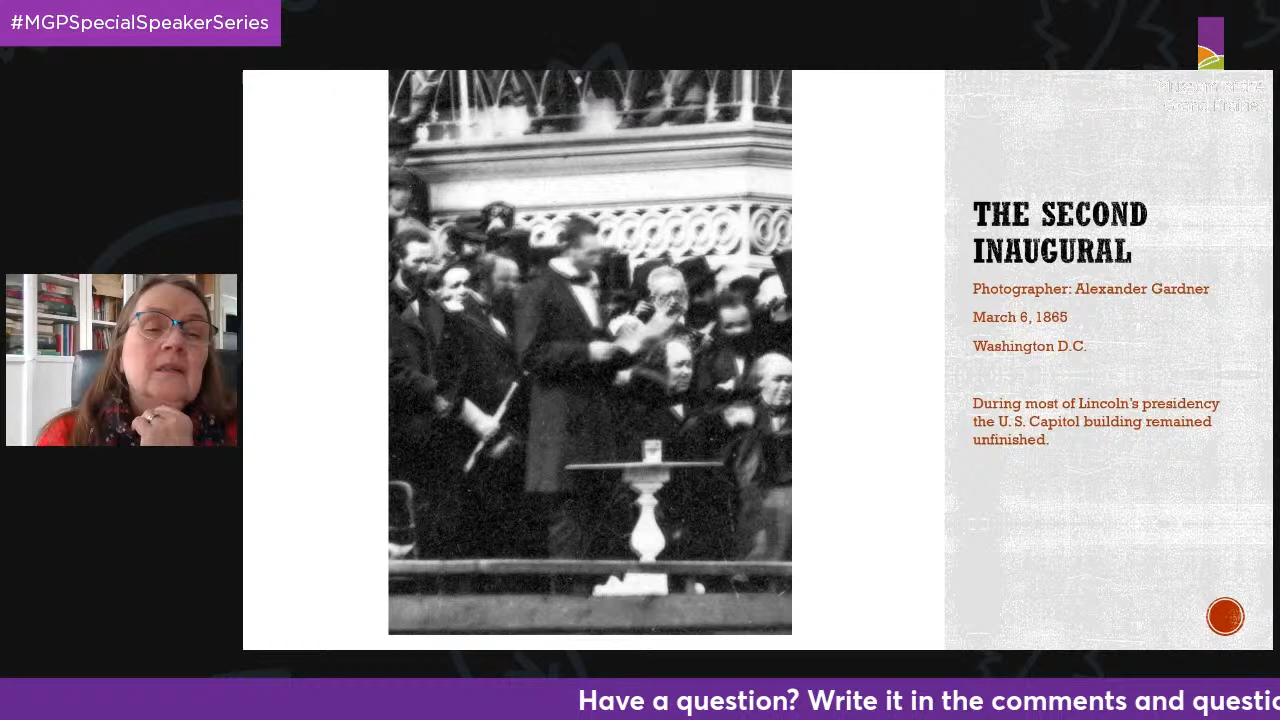 #MGPSpecialSpeakerSeries
THE SECOND
INAUGURAL
Photographer: Alexander Gardner
March 6, 1865
Washington D.C.
During most of Lincoln's presidency
the U. S. Capitol building remained
unfinished.
Have a question? Write it in the comments and questio